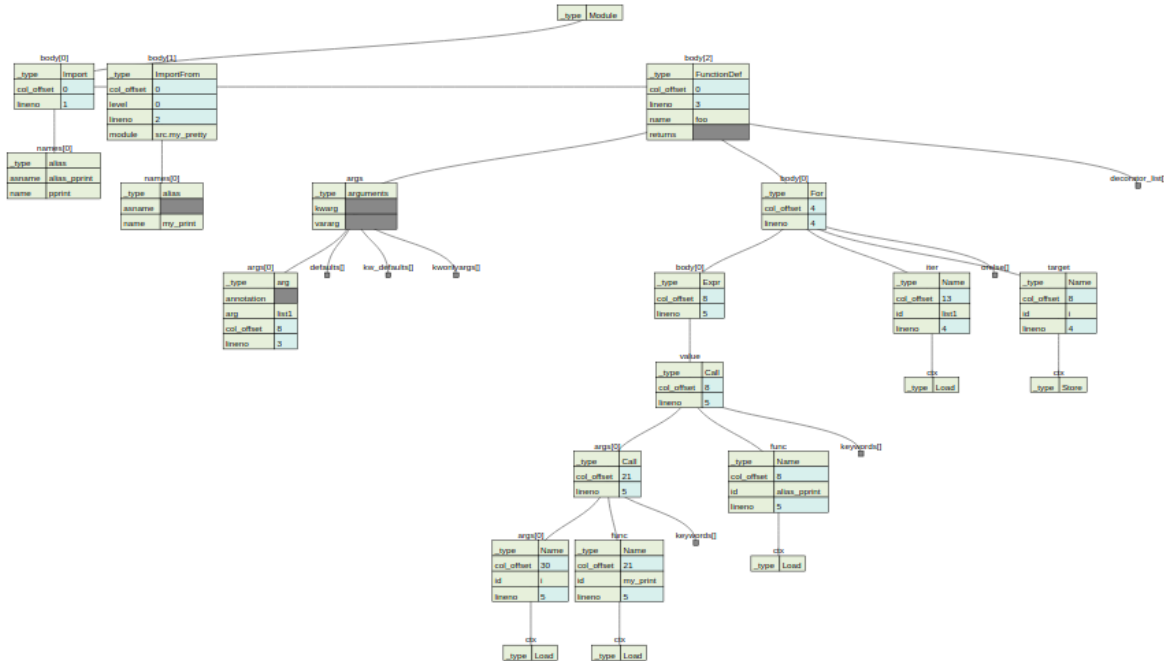 _type Module
body[0]
_type Import
col_offset 0
lineno 1
names[0]
_type alias
asname alias_pprint
name pprint
body[1]
_type ImportFrom
col_offset 0
level 0
lineno 2
module src.my_pretty
names[0]
_type alias
asname
name my_print
body[2]
_type FunctionDef
col_offset 0
lineno 3
name foo
returns
args
_type arguments
kwarg
vararg
args[0]
_type arg
annotation
arg list1
col_offset 8
lineno 3
defaults[]
kw_defaults[]
kwonlyargs[]
body[0]
_type For
col_offset 4
lineno 4
decorator_list[
body[0]
_type Expr
col_offset 8
lineno 5
iter
_type Name
col_offset 13
id list1
lineno 4
ctx
_type Load
orelse[]
target
_type Name
col_offset 8
id i
lineno 4
ctx
_type Store
value
_type Call
col_offset 8
lineno 5
args[0]
_type Call
col_offset 21
lineno 5
func
_type Name
col_offset 8
id alias_pprint
lineno 5
ctx
_type Load
keywords[]
args[0]
_type Name
col_offset 30
id i
lineno 5
ctx
_type Load
func
_type Name
col_offset 21
id my_print
lineno 5
ctx
_type Load
keywords[]